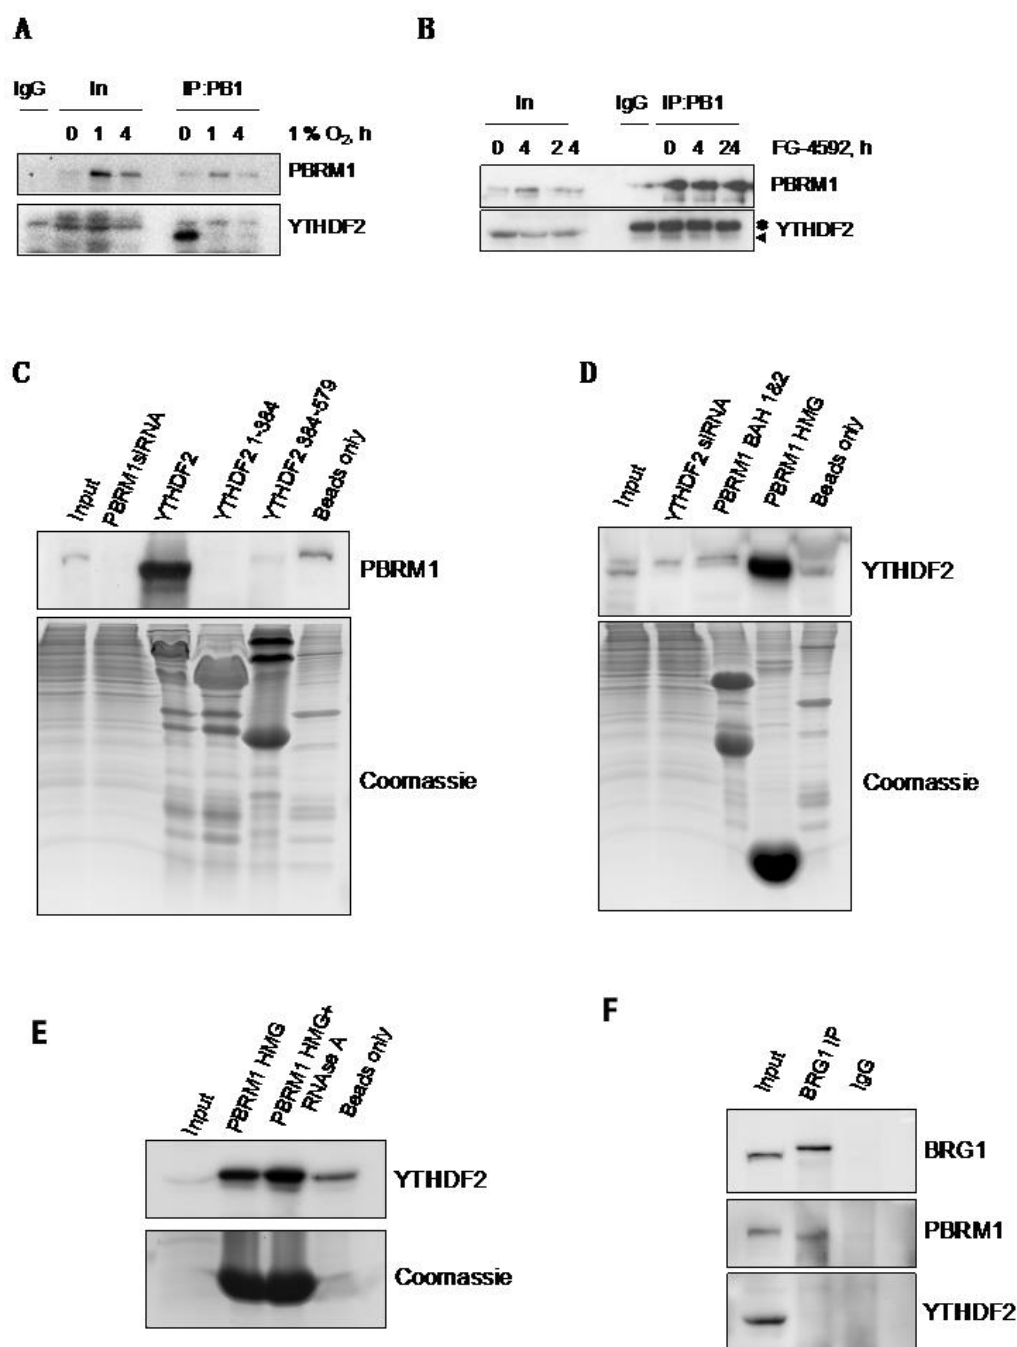 A
IgG In IP:PB1
0 1 4 0 1 4 1 % O2, h
PBRM1
YTHDF2
B
In IgG IP:PB1
0 4 2 4 0 4 24 FG-4592, h
PBRM1
* YTHDF2
C
Input PBRM1siRNA YTHDF2 YTHDF2 1-384 YTHDF2 384-579 Beads only
PBRM1
Coomassie
D
Input YTHDF2 siRNA PBRM1 BAH 1&2 PBRM1 HMG Beads only
YTHDF2
Coomassie
E
Input PBRM1 HMG PBRM1 HMG+ RNAse A Beads only
YTHDF2
Coomassie
F
Input BRG1 IP IgG
BRG1
PBRM1
YTHDF2